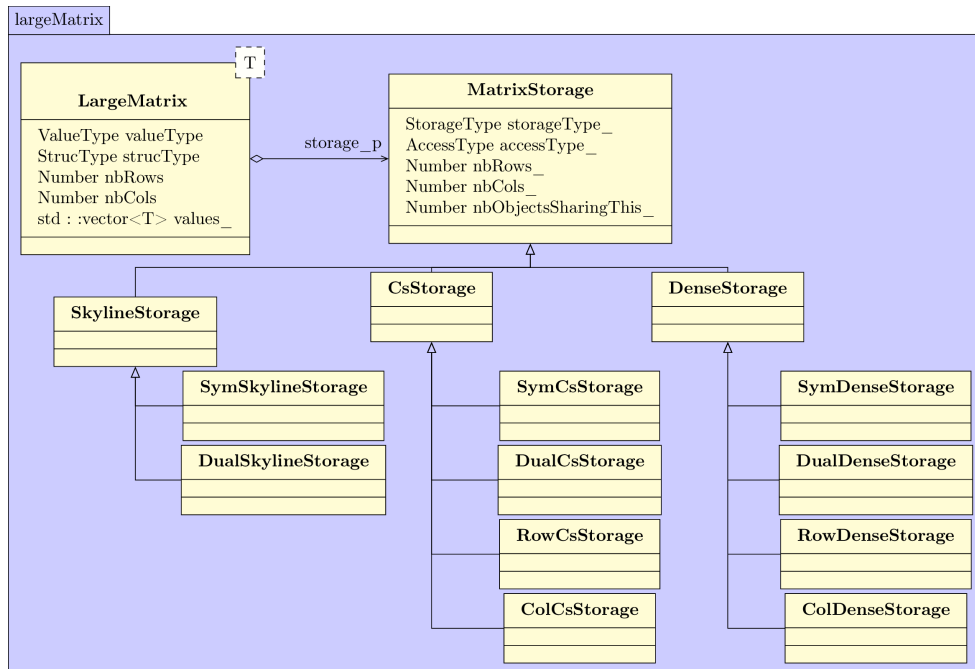 largeMatrix
T
LargeMatrix
ValueType valueType
StrucType strucType
Number nbRows
Number nbCols
std : :vector<T> values_
storage_p
MatrixStorage
StorageType storageType_
AccessType accessType_
Number nbRows_
Number nbCols_
Number nbObjectsSharingThis_
SkylineStorage
CsStorage
DenseStorage
SymSkylineStorage
DualSkylineStorage
SymCsStorage
DualCsStorage
RowCsStorage
ColCsStorage
SymDenseStorage
DualDenseStorage
RowDenseStorage
ColDenseStorage